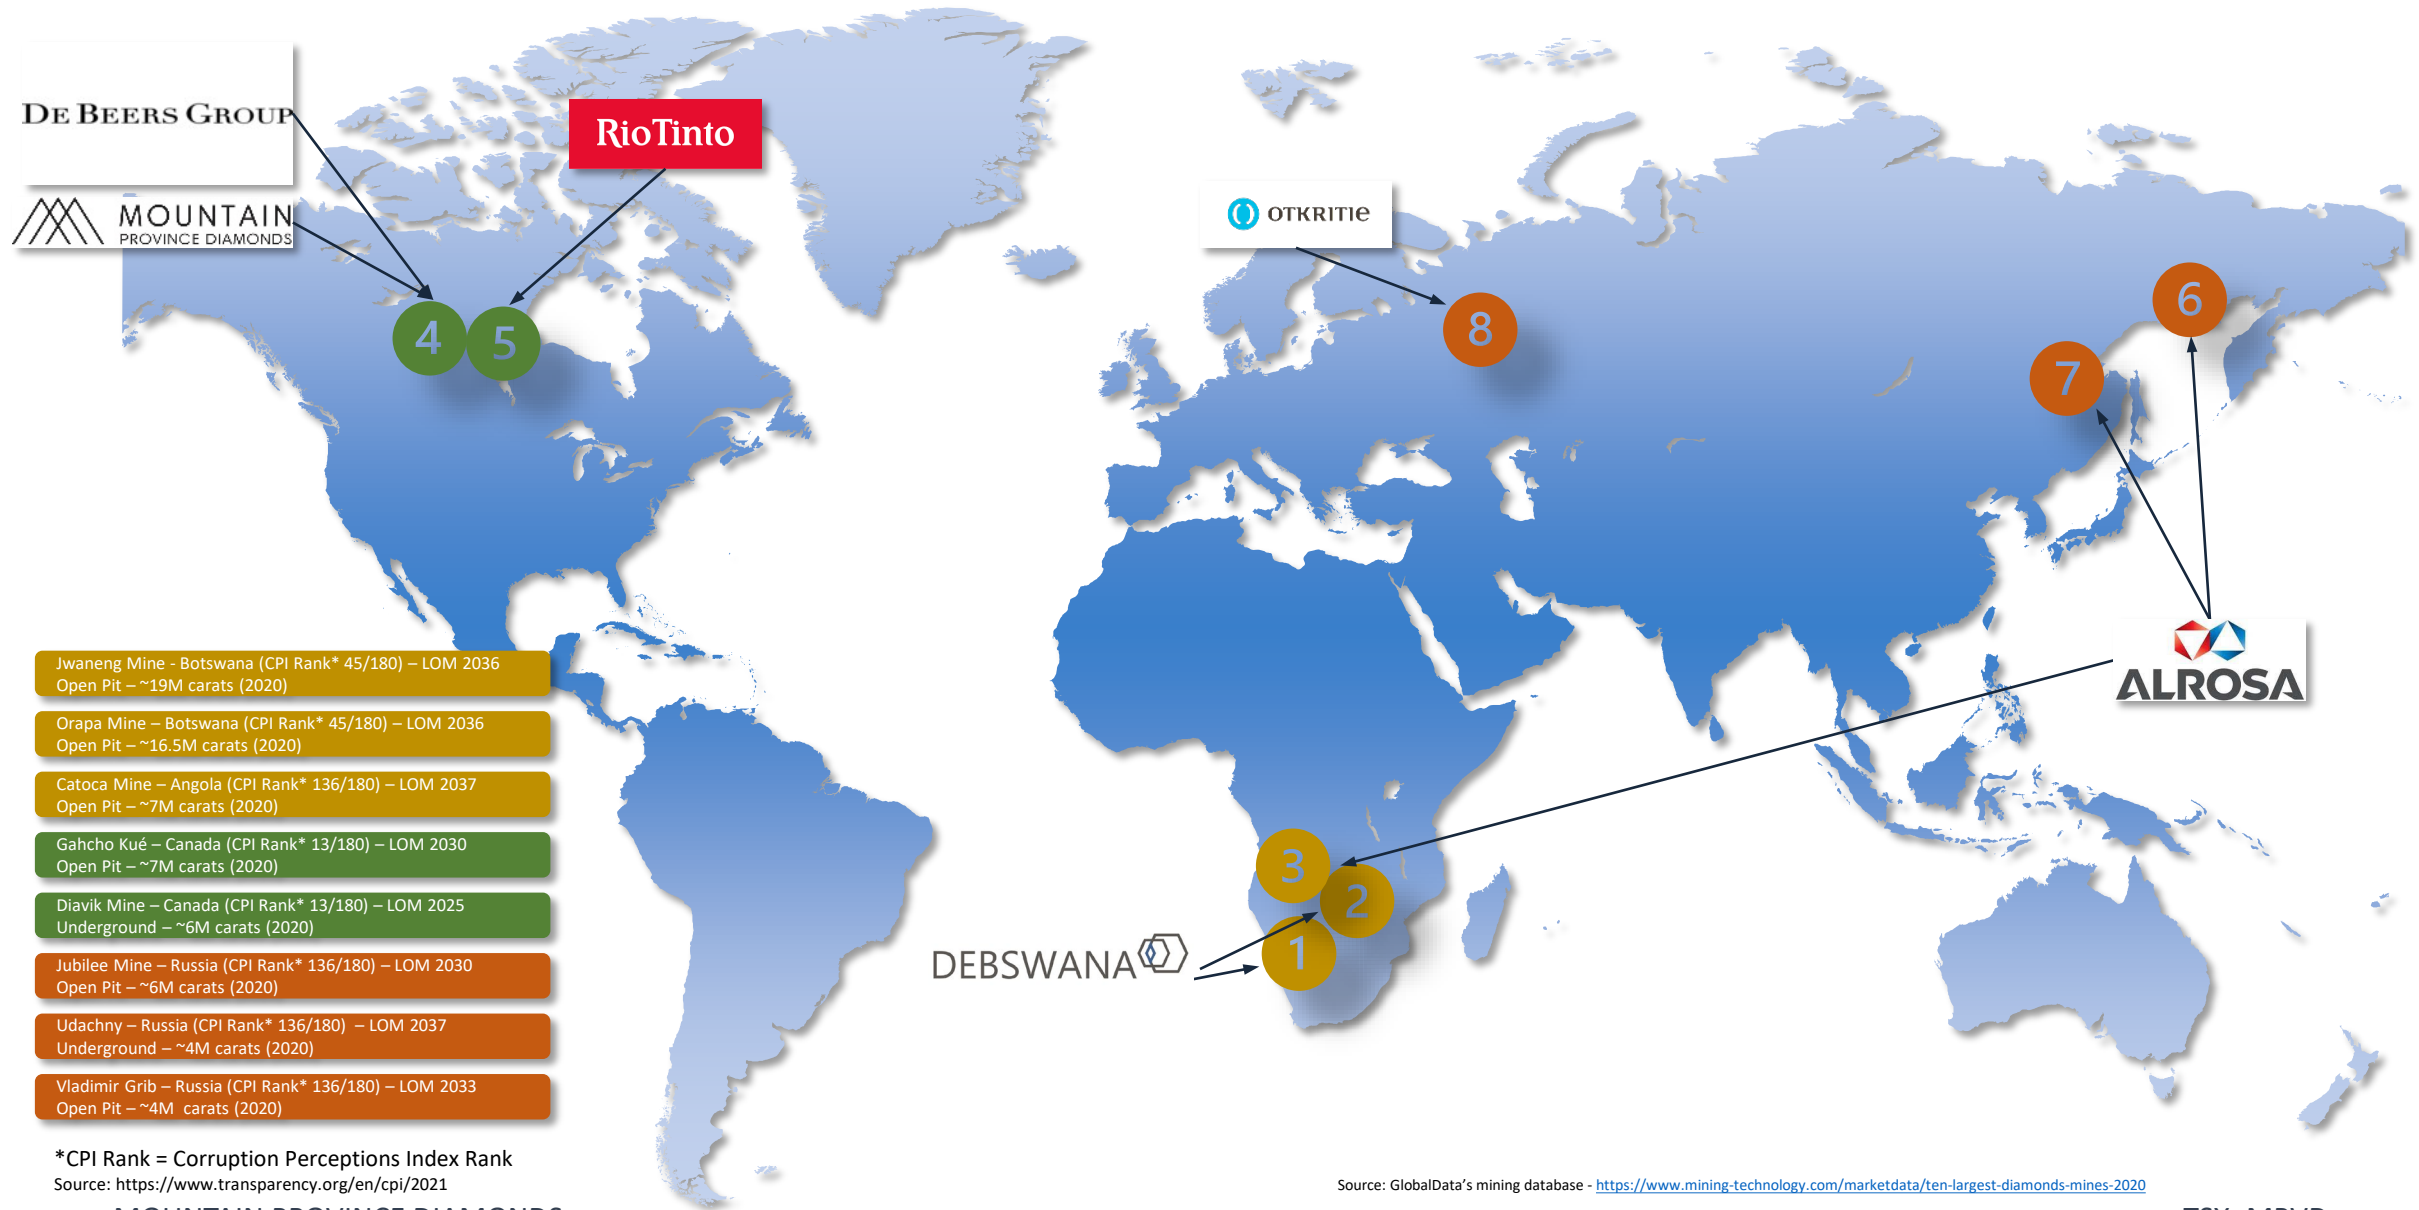 DE BEERS GROUP
RioTinto
MOUNTAIN
PROVINCE DIAMONDS
OTKRITIE
4
5
8
6
7
ALROSA
3
2
1
DEBSWANA
Jwaneng Mine - Botswana (CPI Rank* 45/180) – LOM 2036
Open Pit – ~19M carats (2020)
Orapa Mine – Botswana (CPI Rank* 45/180) – LOM 2036
Open Pit – ~16.5M carats (2020)
Catoca Mine – Angola (CPI Rank* 136/180) – LOM 2037
Open Pit – ~7M carats (2020)
Gahcho Kué – Canada (CPI Rank* 13/180) – LOM 2030
Open Pit – ~7M carats (2020)
Diavik Mine – Canada (CPI Rank* 13/180) – LOM 2025
Underground – ~6M carats (2020)
Jubilee Mine – Russia (CPI Rank* 136/180) – LOM 2030
Open Pit – ~6M carats (2020)
Udachny – Russia (CPI Rank* 136/180) – LOM 2037
Underground – ~4M carats (2020)
Vladimir Grib – Russia (CPI Rank* 136/180) – LOM 2033
Open Pit – ~4M carats (2020)
*CPI Rank = Corruption Perceptions Index Rank
Source: https://www.transparency.org/en/cpi/2021
Source: GlobalData's mining database - https://www.mining-technology.com/marketdata/ten-largest-diamonds-mines-2020
MOUNTAIN PROVINCE DIAMONDS